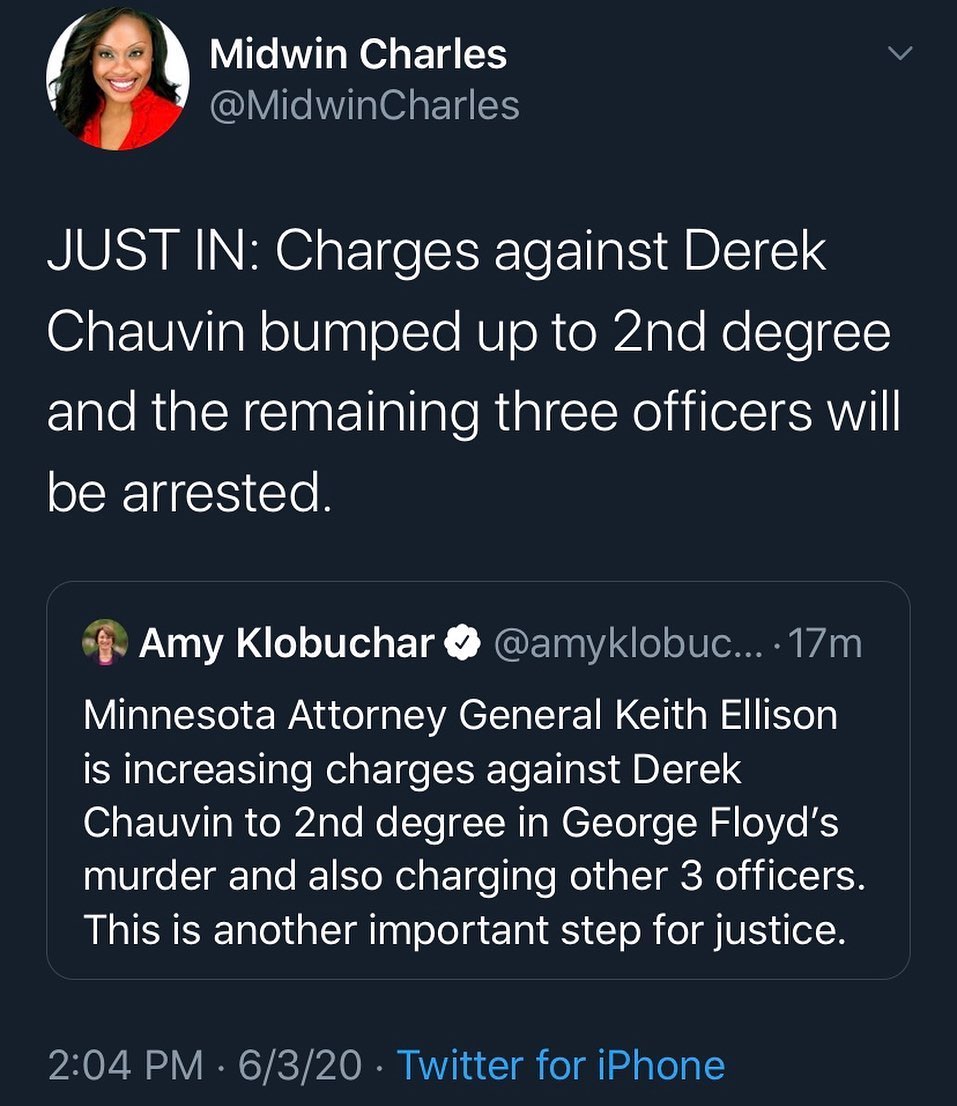 Midwin Charles
@MidwinCharles
JUST IN: Charges against Derek
Chauvin bumped up to 2nd degree
and the remaining three officers will
be arrested.
Amy Klobuchar @amyklobuc... · 17m
Minnesota Attorney General Keith Ellison
is increasing charges against Derek
Chauvin to 2nd degree in George Floyd’s
murder and also charging other 3 officers.
This is another important step for justice.
2:04 PM · 6/3/20 · Twitter for iPhone